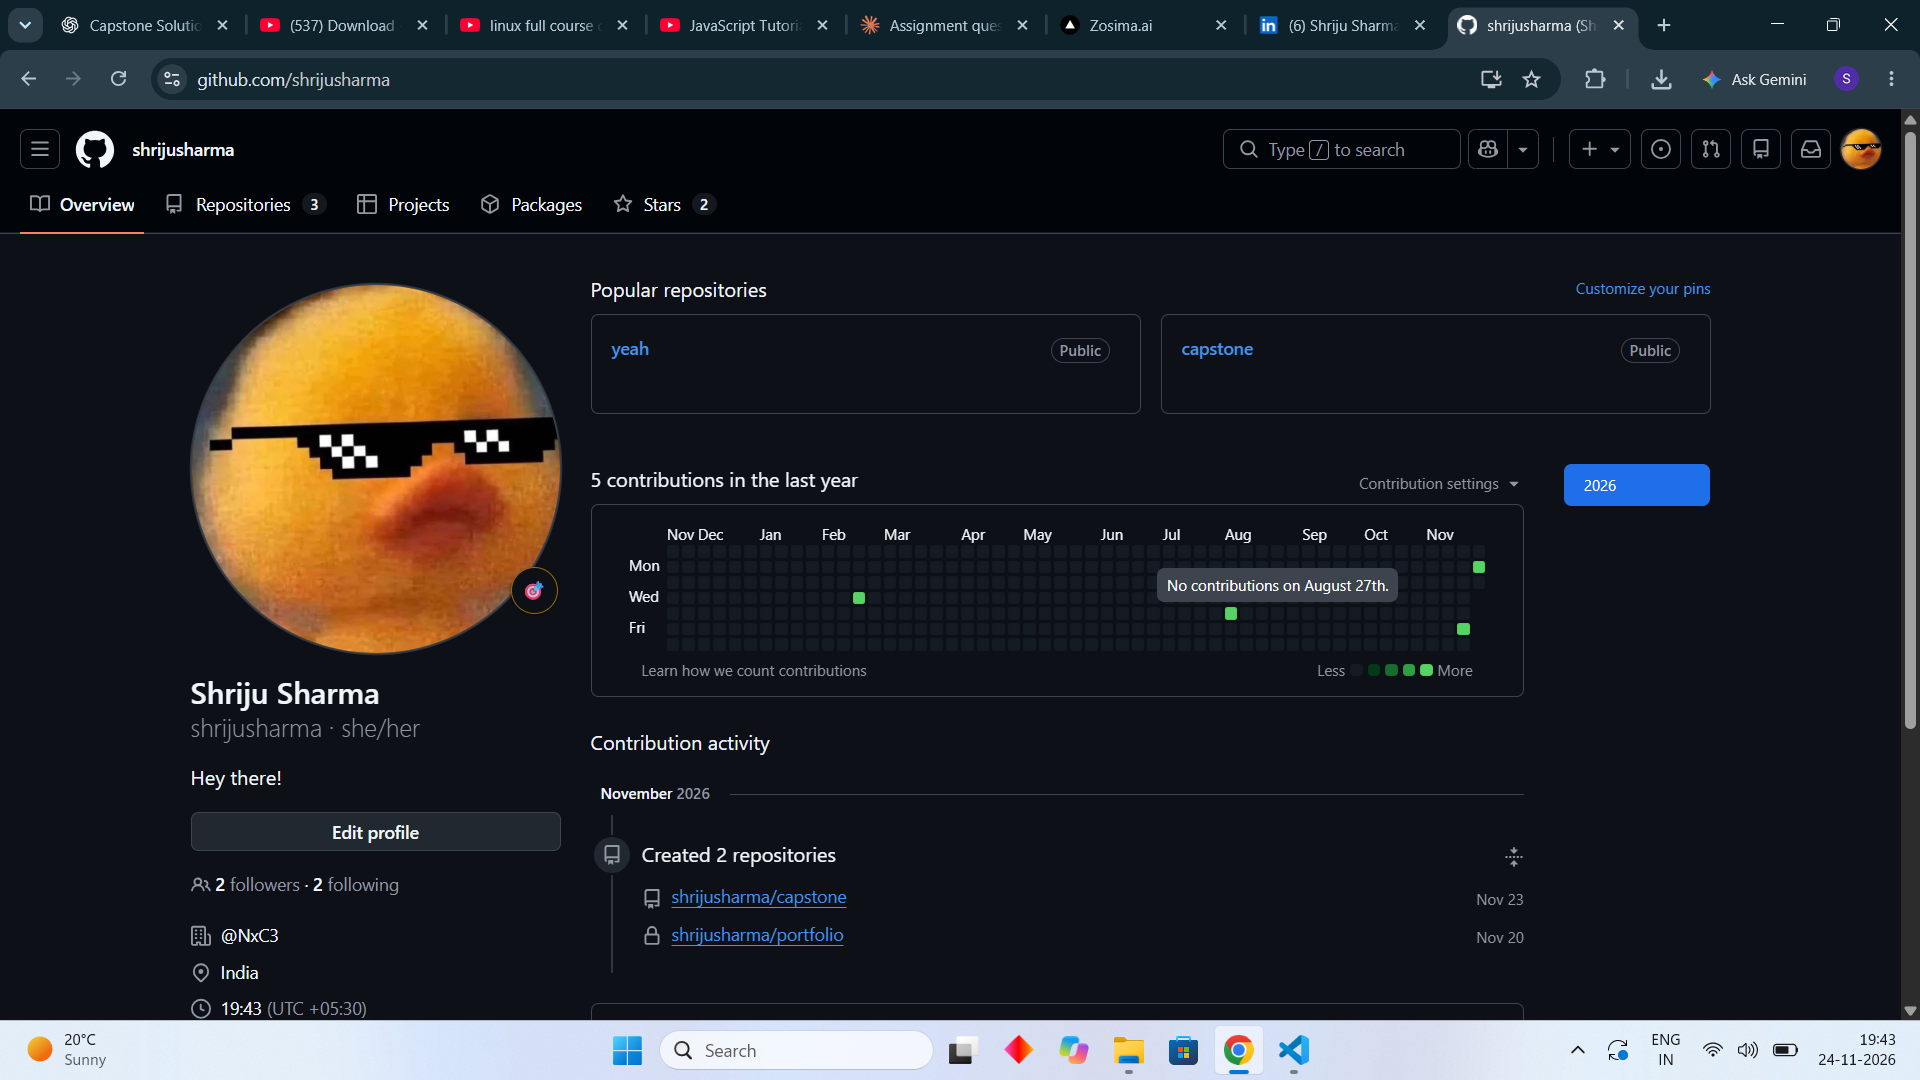 Capstone Solutio
(537) Download
linux full course
JavaScript Tutori
Assignment ques
Zosima.ai
(6) Shriju Sharma
shrijusharma (Sh
github.com/shrijusharma
Ask Gemini
S
shrijusharma
Type / to search
Overview
Repositories 3
Projects
Packages
Stars 2
Popular repositories
Customize your pins
yeah
Public
capstone
Public
5 contributions in the last year
Contribution settings
2026
Nov Dec Jan Feb Mar Apr May Jun Jul Aug Sep Oct Nov
Mon
No contributions on August 27th.
Wed
Fri
Learn how we count contributions
Less More
Shriju Sharma
shrijusharma · she/her
Hey there!
Edit profile
2 followers · 2 following
@NxC3
India
19:43 (UTC +05:30)
Contribution activity
November 2026
Created 2 repositories
shrijusharma/capstone
Nov 23
shrijusharma/portfolio
Nov 20
20°C
Sunny
Search
ENG
IN
19:43
24-11-2026